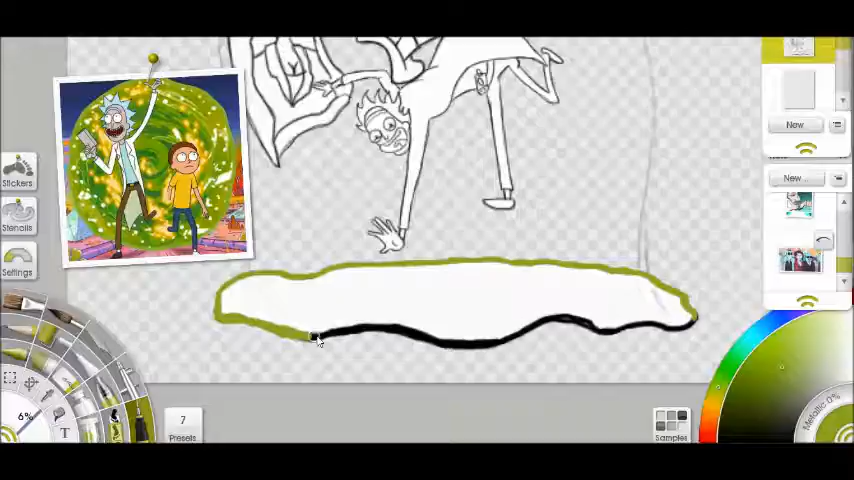 Stickers
Stencils
Settings
6%
T
7
Presets
Samples
New
New...
Metallic 0%